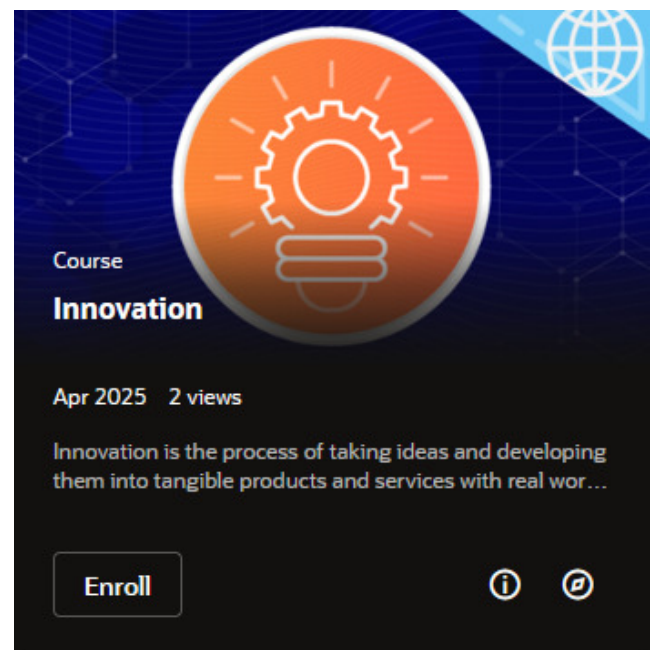 Course
Innovation
Apr 2025 2 views
Innovation is the process of taking ideas and developing
them into tangible products and services with real wor...
Enroll